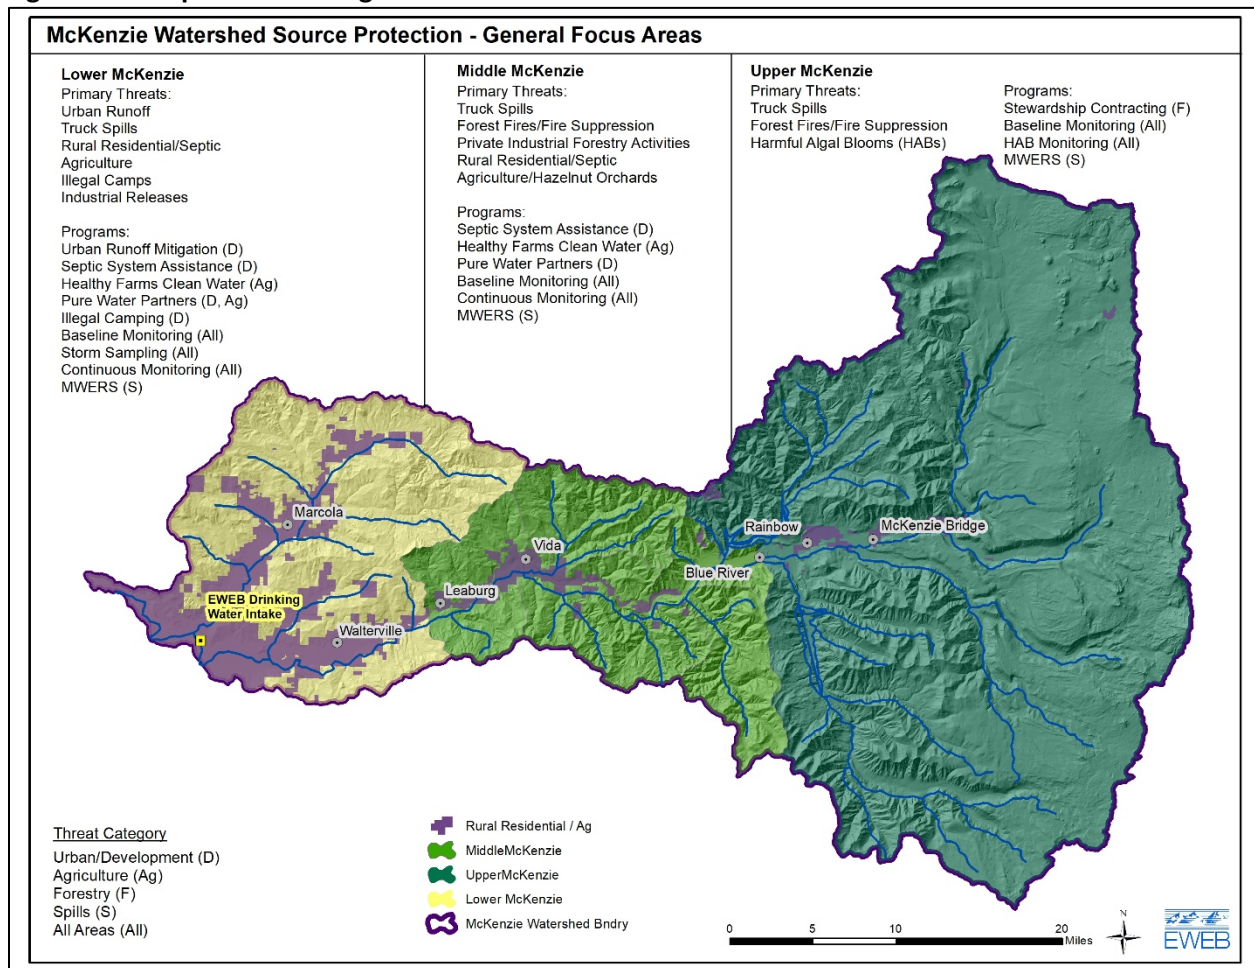 McKenzie Watershed Source Protection - General Focus Areas
Lower McKenzie
Primary Threats:
Urban Runoff
Truck Spills
Rural Residential/Septic
Agriculture
Illegal Camps
Industrial Releases
Programs:
Urban Runoff Mitigation (D)
Septic System Assistance (D)
Healthy Farms Clean Water (Ag)
Pure Water Partners (D, Ag)
Illegal Camping (D)
Baseline Monitoring (All)
Storm Sampling (All)
Continuous Monitoring (All)
MWERS (S)
Middle McKenzie
Primary Threats:
Truck Spills
Forest Fires/Fire Suppression
Private Industrial Forestry Activities
Rural Residential/Septic
Agriculture/Hazelnut Orchards
Programs:
Septic System Assistance (D)
Healthy Farms Clean Water (Ag)
Pure Water Partners (D)
Baseline Monitoring (All)
Continuous Monitoring (All)
MWERS (S)
Upper McKenzie
Primary Threats:
Truck Spills
Forest Fires/Fire Suppression
Harmful Algal Blooms (HABs)
Programs:
Stewardship Contracting (F)
Baseline Monitoring (All)
HAB Monitoring (All)
MWERS (S)
Marcola
Vida
Rainbow
McKenzie Bridge
Blue River
Leaburg
EWEB Drinking
Water Intake
Walterville
Threat Category
Urban/Development (D)
Agriculture (Ag)
Forestry (F)
Spills (S)
All Areas (All)
Rural Residential / Ag
MiddleMcKenzie
UpperMcKenzie
Lower McKenzie
McKenzie Watershed Bndry
0 5 10 20
Miles
N
EWEB